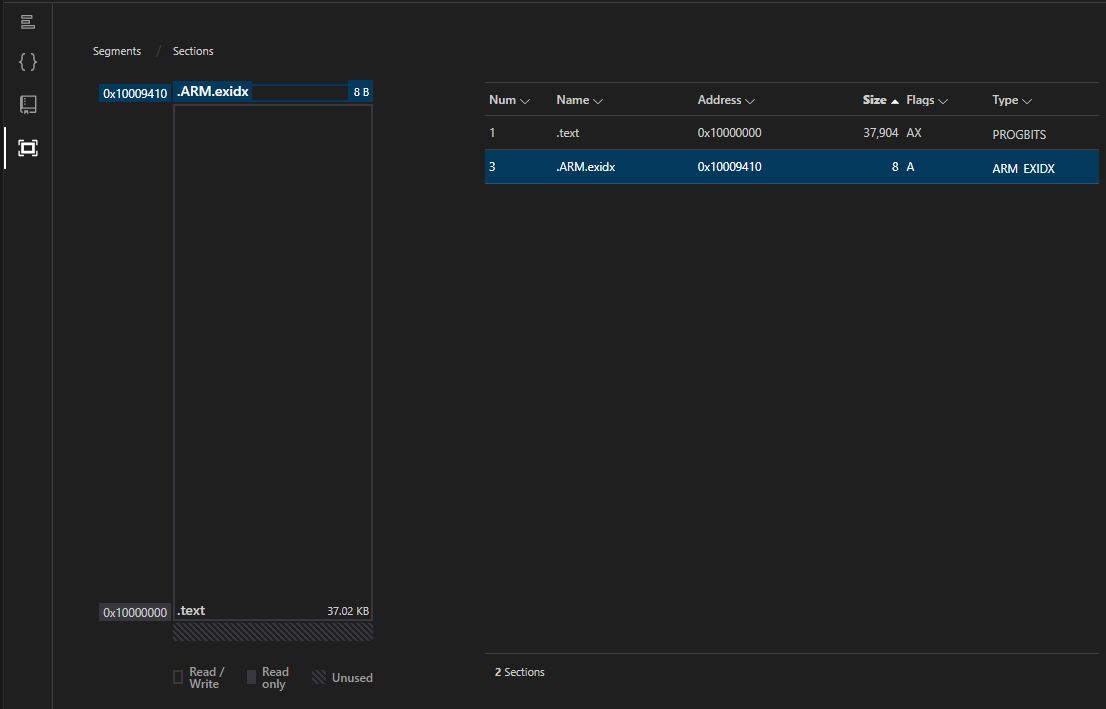 Segments / Sections
0x10009410 .ARM.exidx 8 B
0x10000000 .text 37.02 KB
Read / Write
Read only
Unused
Num Name Address Size Flags Type
1 .text 0x10000000 37,904 AX PROGBITS
3 .ARM.exidx 0x10009410 8 A ARM_EXIDX
2 Sections